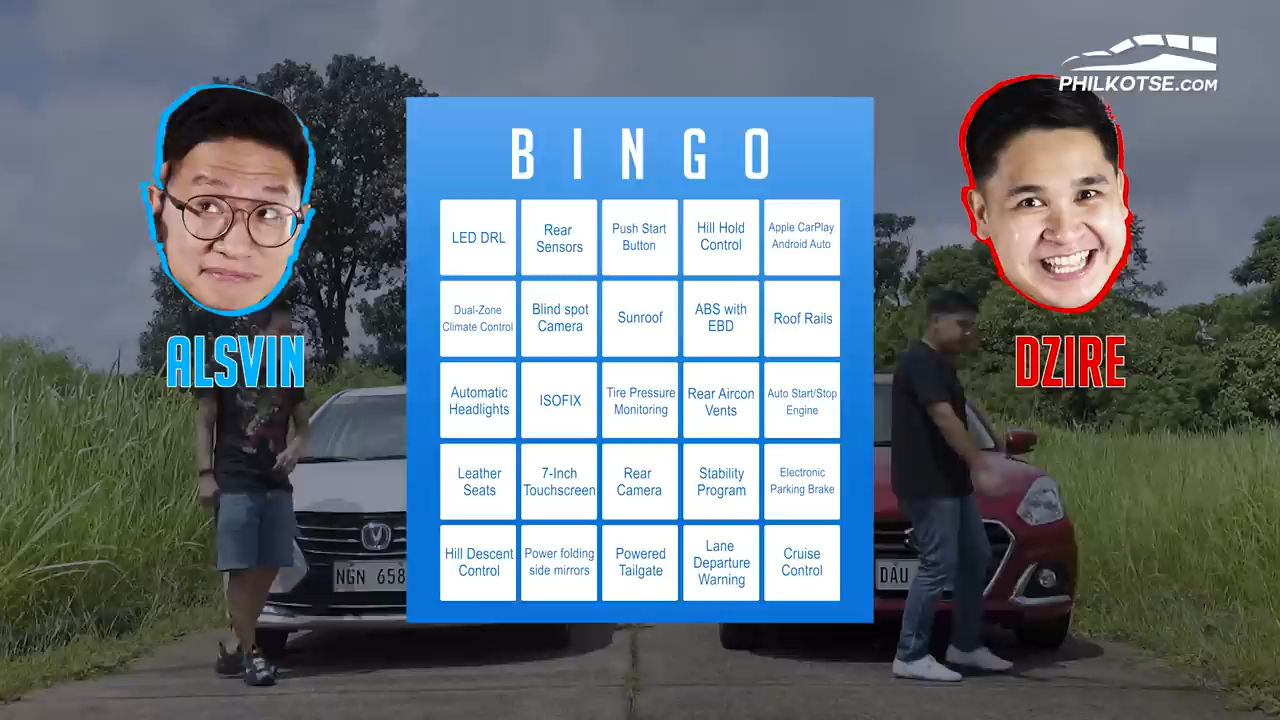 PHILKOTSE.COM
BINGO
LED DRL
Rear
Sensors
Push Start
Button
Hill Hold
Control
Apple CarPlay
Android Auto
Dual-Zone
Climate Control
Blind spot
Camera
Sunroof
ABS with
EBD
Roof Rails
ALSVIN
DZIRE
Automatic
Headlights
ISOFIX
Tire Pressure
Monitoring
Rear Aircon
Vents
Auto Start/Stop
Engine
Leather
Seats
7-Inch
Touchscreen
Rear
Camera
Stability
Program
Electronic
Parking Brake
Hill Descent
Control
Power folding
side mirrors
Powered
Tailgate
Lane
Departure
Warning
Cruise
Control
NGN 658
DAU